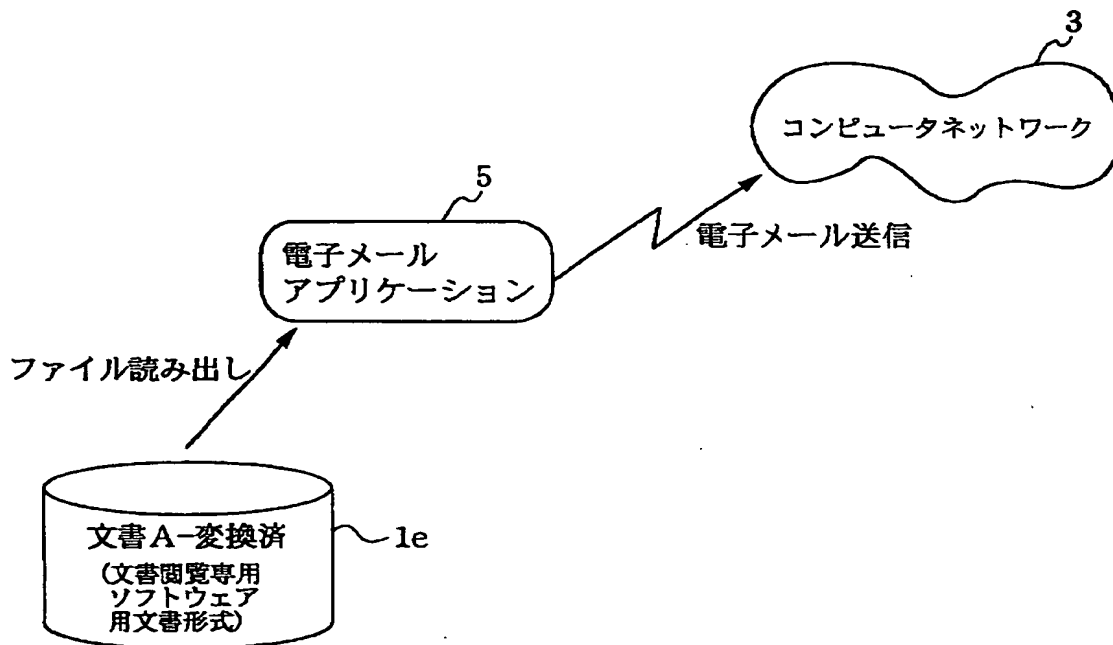 3
コンピュータネットワーク
5
電子メール
アプリケーション
電子メール送信
ファイル読み出し
文書A-変換済
(文書閲覧専用
ソフトウェア
用文書形式)
1e